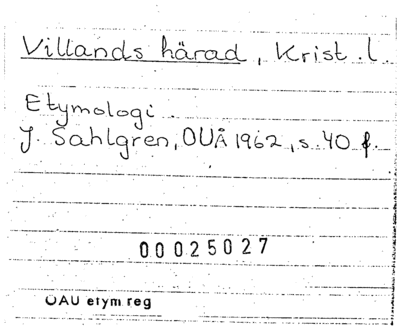 Villands härad, Krist. l.
Etymologi.
J. Sahlgren, OUÅ 1962, s. 40 f.
00025027
OAU etym reg